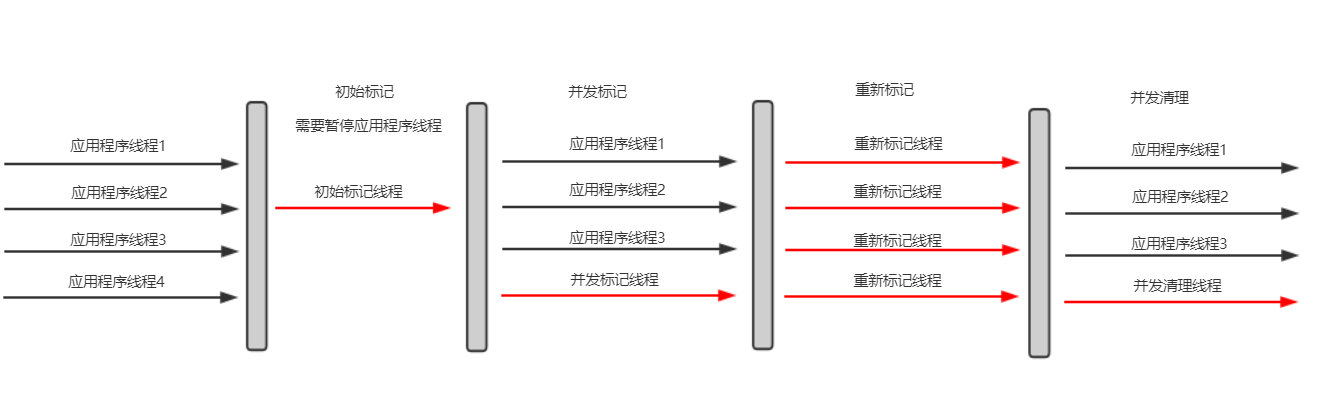 应用程序线程1
应用程序线程2
应用程序线程3
应用程序线程4
初始标记
需要暂停应用程序线程
初始标记线程
并发标记
应用程序线程1
应用程序线程2
应用程序线程3
并发标记线程
重新标记
重新标记线程
重新标记线程
重新标记线程
重新标记线程
并发清理
应用程序线程1
应用程序线程2
应用程序线程3
并发清理线程